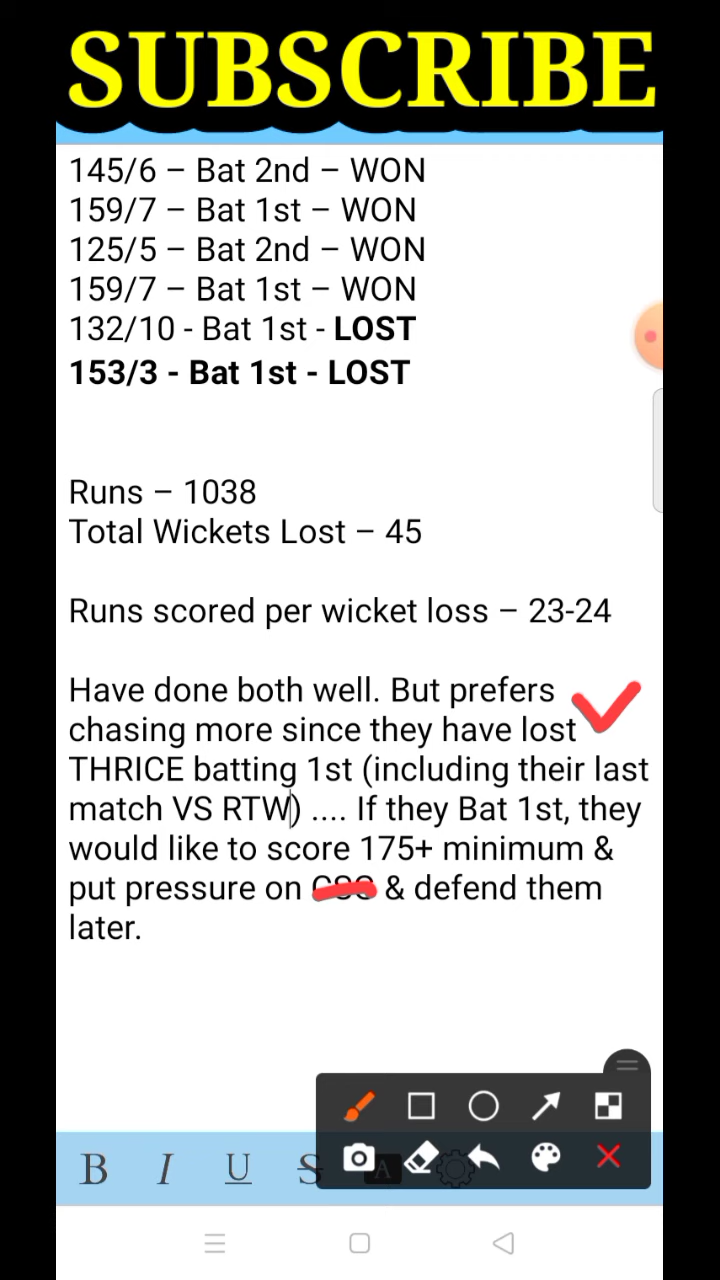 SUBSCRIBE
145/6 – Bat 2nd – WON
159/7 – Bat 1st – WON
125/5 – Bat 2nd – WON
159/7 – Bat 1st – WON
132/10 - Bat 1st - LOST
153/3 - Bat 1st - LOST
Runs – 1038
Total Wickets Lost – 45
Runs scored per wicket loss – 23-24
Have done both well. But prefers
chasing more since they have lost
THRICE batting 1st (including their last
match VS RTW) .... If they Bat 1st, they
would like to score 175+ minimum &
put pressure on & defend them
later.
B I U S A